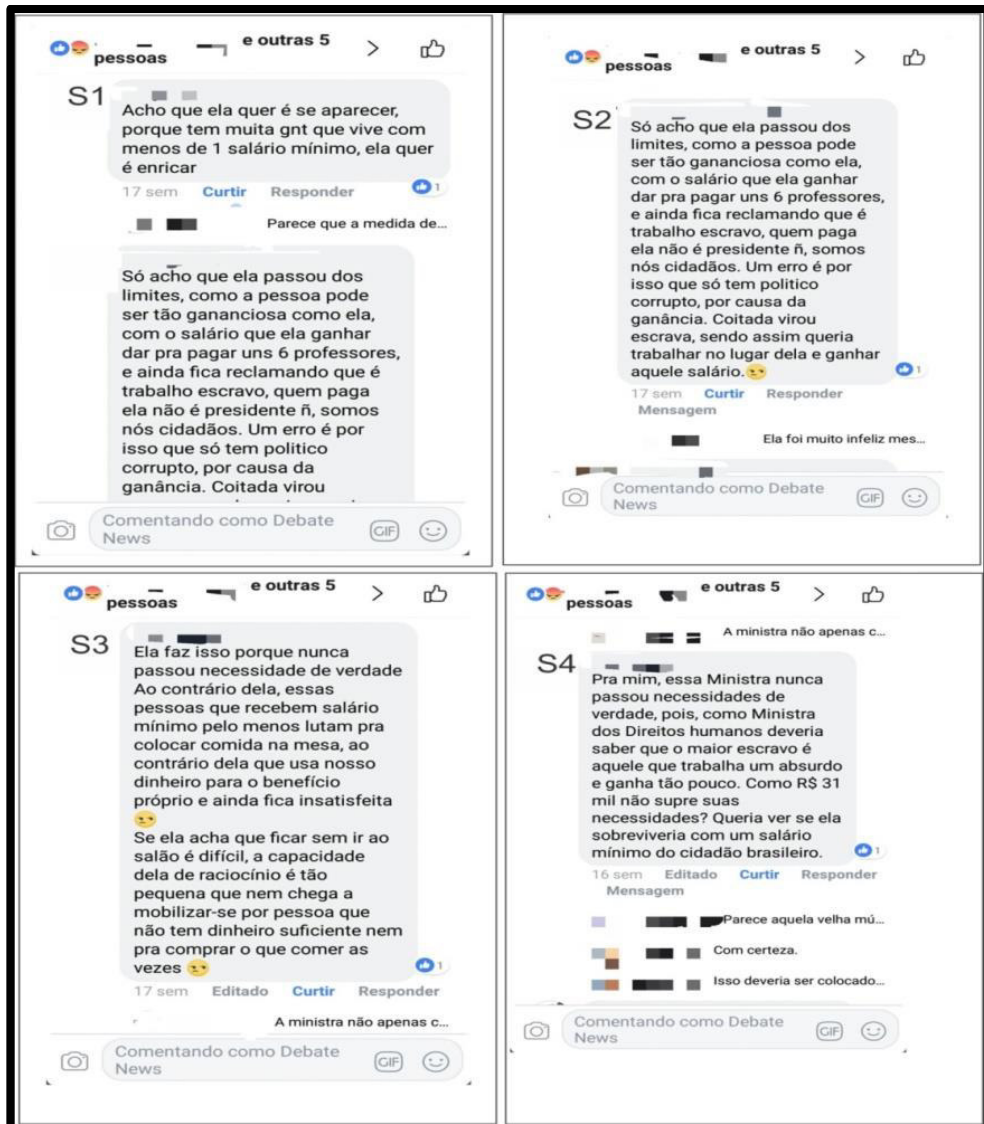 e outras 5
pessoas
S1
Acho que ela quer é se aparecer,
porque tem muita gnt que vive com
menos de 1 salário mínimo, ela quer
é enricar
17 sem Curtir Responder 1
Parece que a medida de...
Só acho que ela passou dos
limites, como a pessoa pode
ser tão gananciosa como ela,
com o salário que ela ganhar
dar pra pagar uns 6 professores,
e ainda fica reclamando que é
trabalho escravo, quem paga
ela não é presidente ñ, somos
nós cidadãos. Um erro é por
isso que só tem politico
corrupto, por causa da
ganância. Coitada virou
Comentando como Debate
News
GIF
e outras 5
pessoas
S2
Só acho que ela passou dos
limites, como a pessoa pode
ser tão gananciosa como ela,
com o salário que ela ganhar
dar pra pagar uns 6 professores,
e ainda fica reclamando que é
trabalho escravo, quem paga
ela não é presidente ñ, somos
nós cidadãos. Um erro é por
isso que só tem politico
corrupto, por causa da
ganância. Coitada virou
escrava, sendo assim queria
trabalhar no lugar dela e ganhar
aquele salário.😒 1
17 sem Curtir Responder
Mensagem
Ela foi muito infeliz mes...
Comentando como Debate
News
GIF
e outras 5
pessoas
S3
Ela faz isso porque nunca
passou necessidade de verdade
Ao contrário dela, essas
pessoas que recebem salário
mínimo pelo menos lutam pra
colocar comida na mesa, ao
contrário dela que usa nosso
dinheiro para o benefício
próprio e ainda fica insatisfeita
😒
Se ela acha que ficar sem ir ao
salão é difícil, a capacidade
dela de raciocínio é tão
pequena que nem chega a
mobilizar-se por pessoa que
não tem dinheiro suficiente nem
pra comprar o que comer as
vezes 😒 1
17 sem Editado Curtir Responder
A ministra não apenas c...
Comentando como Debate
News
GIF
e outras 5
pessoas
A ministra não apenas c...
S4
Pra mim, essa Ministra nunca
passou necessidades de
verdade, pois, como Ministra
dos Direitos humanos deveria
saber que o maior escravo é
aquele que trabalha um absurdo
e ganha tão pouco. Como R$ 31
mil não supre suas
necessidades? Queria ver se ela
sobreviveria com um salário
mínimo do cidadão brasileiro. 1
16 sem Editado Curtir Responder
Mensagem
Parece aquela velha mú...
Com certeza.
Isso deveria ser colocado...
Comentando como Debate
News
GIF